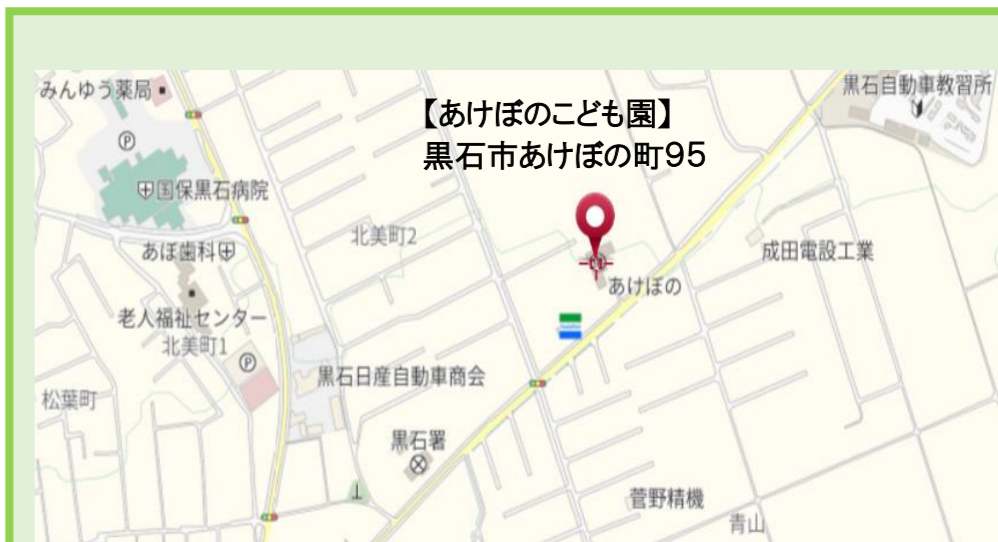 みんゆう薬局
【あけぼのこども園】
黒石市あけぼの町95
黒石自動車教習所
P
国保黒石病院
北美町2
あぼ歯科
成田電設工業
あけぼの
老人福祉センター
北美町1
P
黒石日産自動車商会
松葉町
黒石署
菅野精機
青山